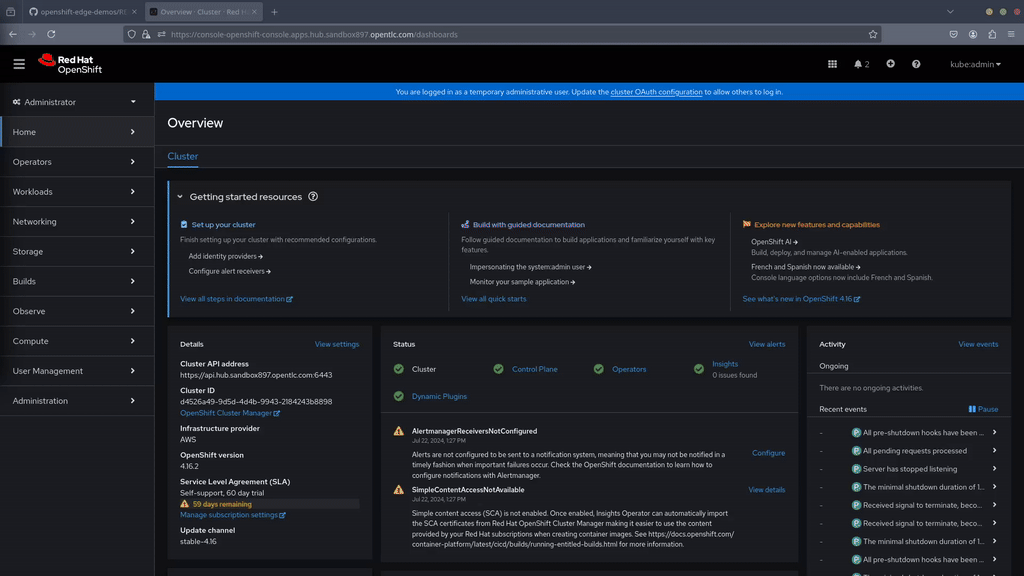 openshift-edge-demos/RE
Overview · Cluster · Red H
https://console-openshift-console.apps.hub.sandbox897.opentlc.com/dashboards
Red Hat
OpenShift
2
kube:admin
You are logged in as a temporary administrative user. Update the cluster OAuth configuration to allow others to log in.
Administrator
Home
Operators
Workloads
Networking
Storage
Builds
Observe
Compute
User Management
Administration
Overview
Cluster
Getting started resources
Set up your cluster
Finish setting up your cluster with recommended configurations.
Add identity providers
Configure alert receivers
View all steps in documentation
Build with guided documentation
Follow guided documentation to build applications and familiarize yourself with key
features.
Impersonating the system:admin user
Monitor your sample application
View all quick starts
Explore new features and capabilities
OpenShift AI
Build, deploy, and manage AI-enabled applications.
French and Spanish now available
Console language options now include French and Spanish.
See what's new in OpenShift 4.16
Details
View settings
Cluster API address
https://api.hub.sandbox897.opentlc.com:6443
Cluster ID
d4526a49-9d5d-4d4b-9943-2184243b8898
OpenShift Cluster Manager
Infrastructure provider
AWS
OpenShift version
4.16.2
Service Level Agreement (SLA)
Self-support, 60 day trial
59 days remaining
Manage subscription settings
Update channel
stable-4.16
Status
View alerts
Cluster
Control Plane
Operators
Insights
0 issues found
Dynamic Plugins
AlertmanagerReceiversNotConfigured
Jul 22, 2024, 1:27 PM
Alerts are not configured to be sent to a notification system, meaning that you may not be notified in a
timely fashion when important failures occur. Check the OpenShift documentation to learn how to
configure notifications with Alertmanager.
Configure
SimpleContentAccessNotAvailable
Jul 22, 2024, 1:27 PM
Simple content access (SCA) is not enabled. Once enabled, Insights Operator can automatically import
the SCA certificates from Red Hat OpenShift Cluster Manager making it easier to use the content
provided by your Red Hat subscriptions when creating container images. See https://docs.openshift.com/
container-platform/latest/cicd/builds/running-entitled-builds.html for more information.
View details
Activity
View events
Ongoing
There are no ongoing activities.
Recent events
Pause
- P All pre-shutdown hooks have been ...
- P All pending requests processed
- P Server has stopped listening
- P The minimal shutdown duration of 1...
- P Received signal to terminate, beco...
- P Received signal to terminate, beco...
- P The minimal shutdown duration of 1...
- P All pre-shutdown hooks have been ...